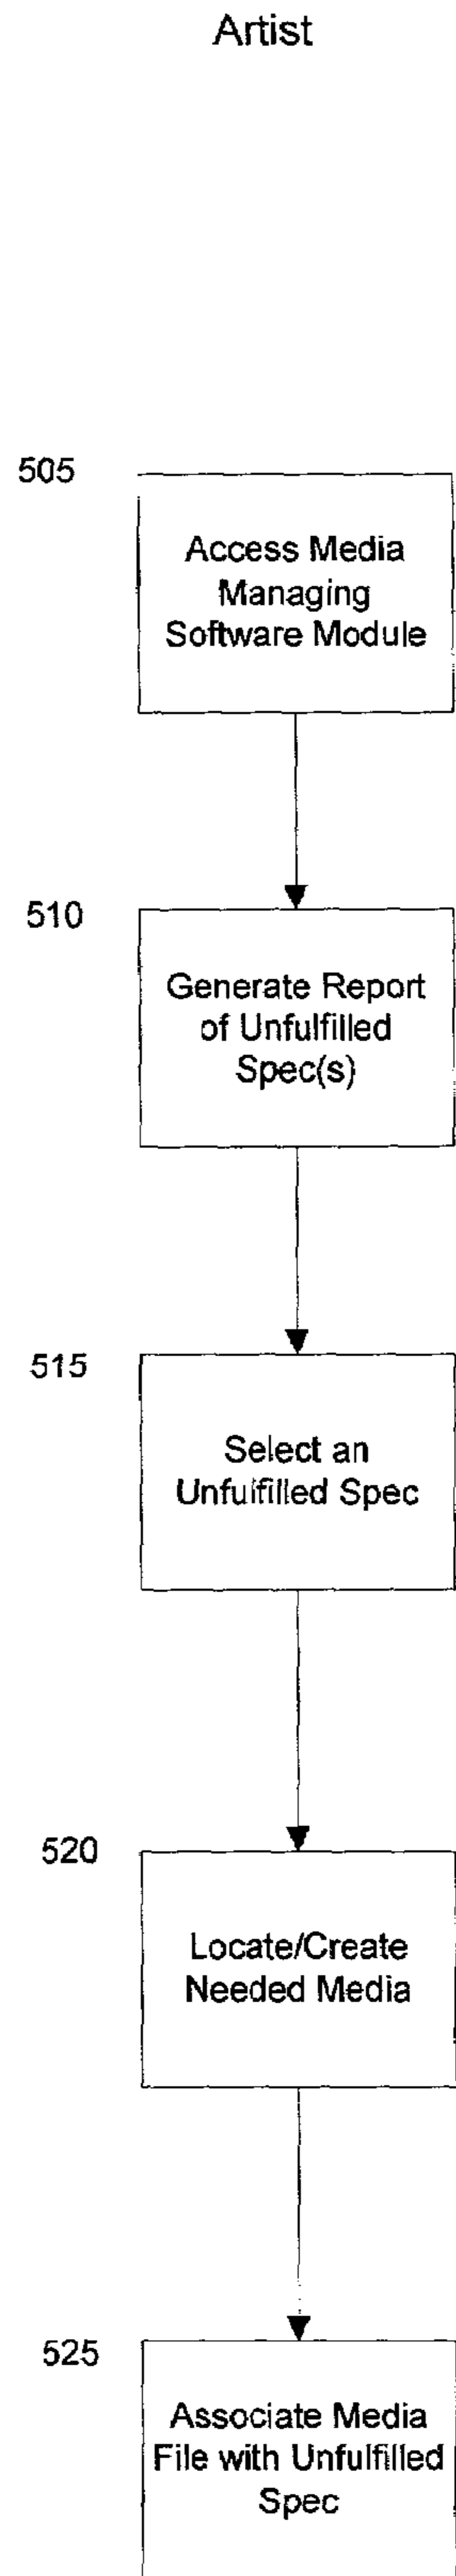 Artist
505
Access Media
Managing
Software Module
510
Generate Report
of Unfulfilled
Spec(s)
515
Select an
Unfulfilled Spec
520
Locate/Create
Needed Media
525
Associate Media
File with Unfulfilled
Spec